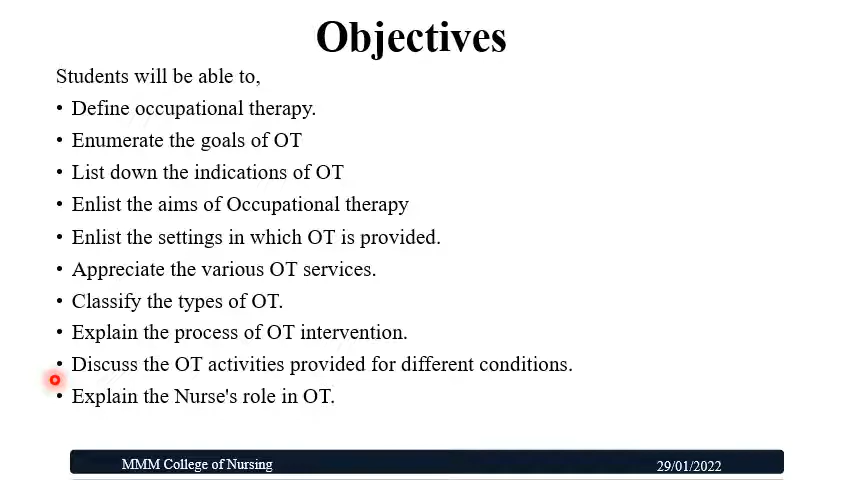 Objectives
Students will be able to,
• Define occupational therapy.
• Enumerate the goals of OT
• List down the indications of OT
• Enlist the aims of Occupational therapy
• Enlist the settings in which OT is provided.
• Appreciate the various OT services.
• Classify the types of OT.
• Explain the process of OT intervention.
• Discuss the OT activities provided for different conditions.
• Explain the Nurse's role in OT.
MMM College of Nursing 29/01/2022